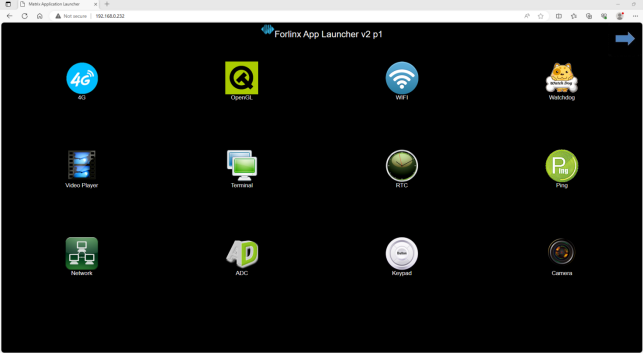 Matrix Application Launcher
Not secure
192.168.0.232
Forlinx App Launcher v2 p1
4G
4G
OpenGL
WIFI
Watch Dog
Watchdog
Video Player
Terminal
RTC
Ping
Ping
Network
AD
ADC
Keypad
Camera